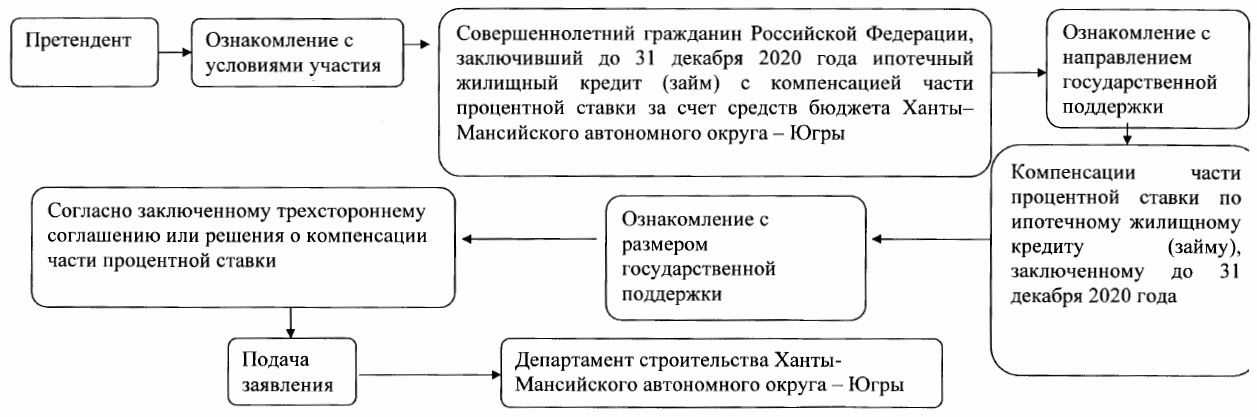 Претендент
Ознакомление с
условиями участия
Совершеннолетний гражданин Российской Федерации,
заключивший до 31 декабря 2020 года ипотечный
жилищный кредит (займ) с компенсацией части
процентной ставки за счет средств бюджета Ханты–
Мансийского автономного округа – Югры
Ознакомление с
направлением
государственной
поддержки
Компенсации части
процентной ставки по
ипотечному жилищному
кредиту (займу),
заключенному до 31
декабря 2020 года
Ознакомление с
размером
государственной
поддержки
Согласно заключенному трехстороннему
соглашению или решения о компенсации
части процентной ставки
Подача
заявления
Департамент строительства Ханты-
Мансийского автономного округа – Югры